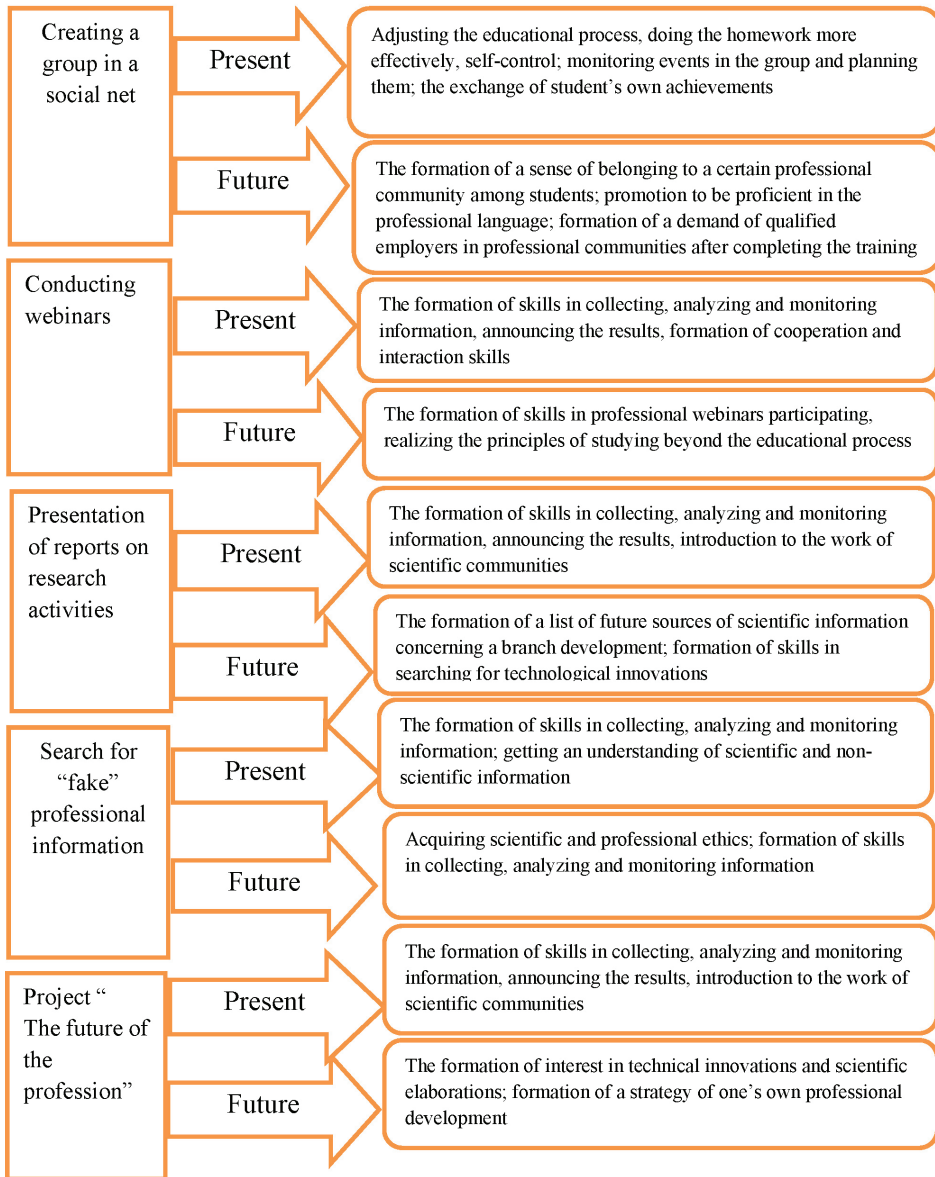 Creating a
group in a
social net
Present
Adjusting the educational process, doing the homework more
effectively, self-control; monitoring events in the group and planning
them; the exchange of student’s own achievements
Future
The formation of a sense of belonging to a certain professional
community among students; promotion to be proficient in the
professional language; formation of a demand of qualified
employers in professional communities after completing the training
Conducting
webinars
Present
The formation of skills in collecting, analyzing and monitoring
information, announcing the results, formation of cooperation and
interaction skills
Future
The formation of skills in professional webinars participating,
realizing the principles of studying beyond the educational process
Presentation
of reports on
research
activities
Present
The formation of skills in collecting, analyzing and monitoring
information, announcing the results, introduction to the work of
scientific communities
Future
The formation of a list of future sources of scientific information
concerning a branch development; formation of skills in
searching for technological innovations
Search for
“fake”
professional
information
Present
The formation of skills in collecting, analyzing and monitoring
information; getting an understanding of scientific and non-
scientific information
Future
Acquiring scientific and professional ethics; formation of skills
in collecting, analyzing and monitoring information
Project “
The future of
the
profession”
Present
The formation of skills in collecting, analyzing and monitoring
information, announcing the results, introduction to the work of
scientific communities
Future
The formation of interest in technical innovations and scientific
elaborations; formation of a strategy of one’s own professional
development